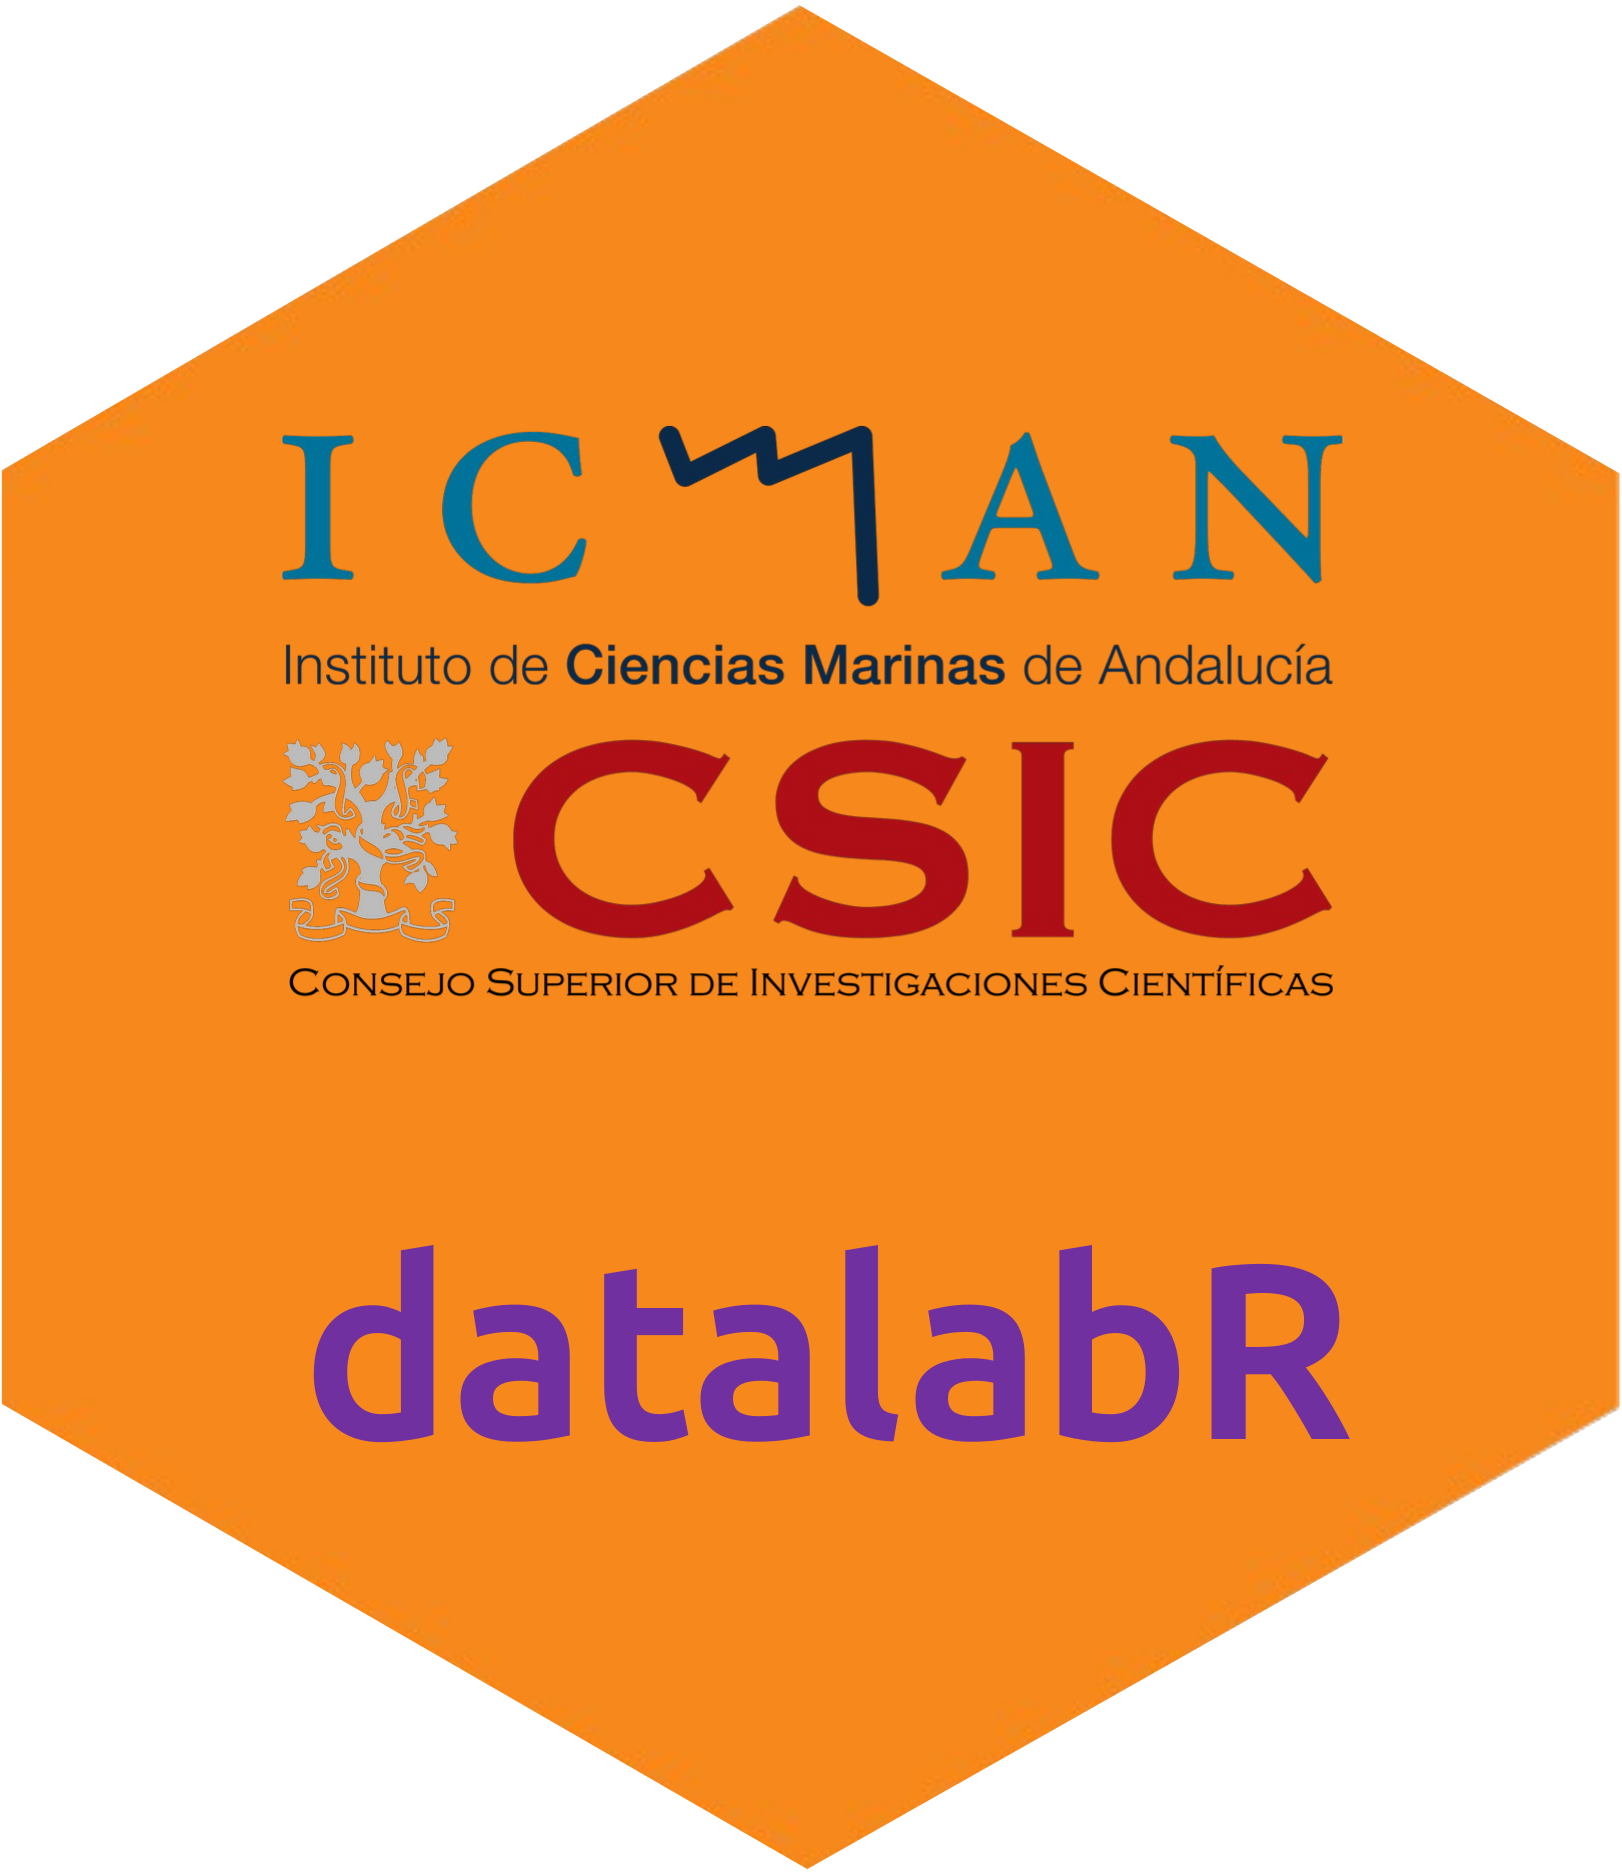 ICMAN
Instituto de Ciencias Marinas de Andalucía
CSIC
CONSEJO SUPERIOR DE INVESTIGACIONES CIENTÍFICAS
datalabR